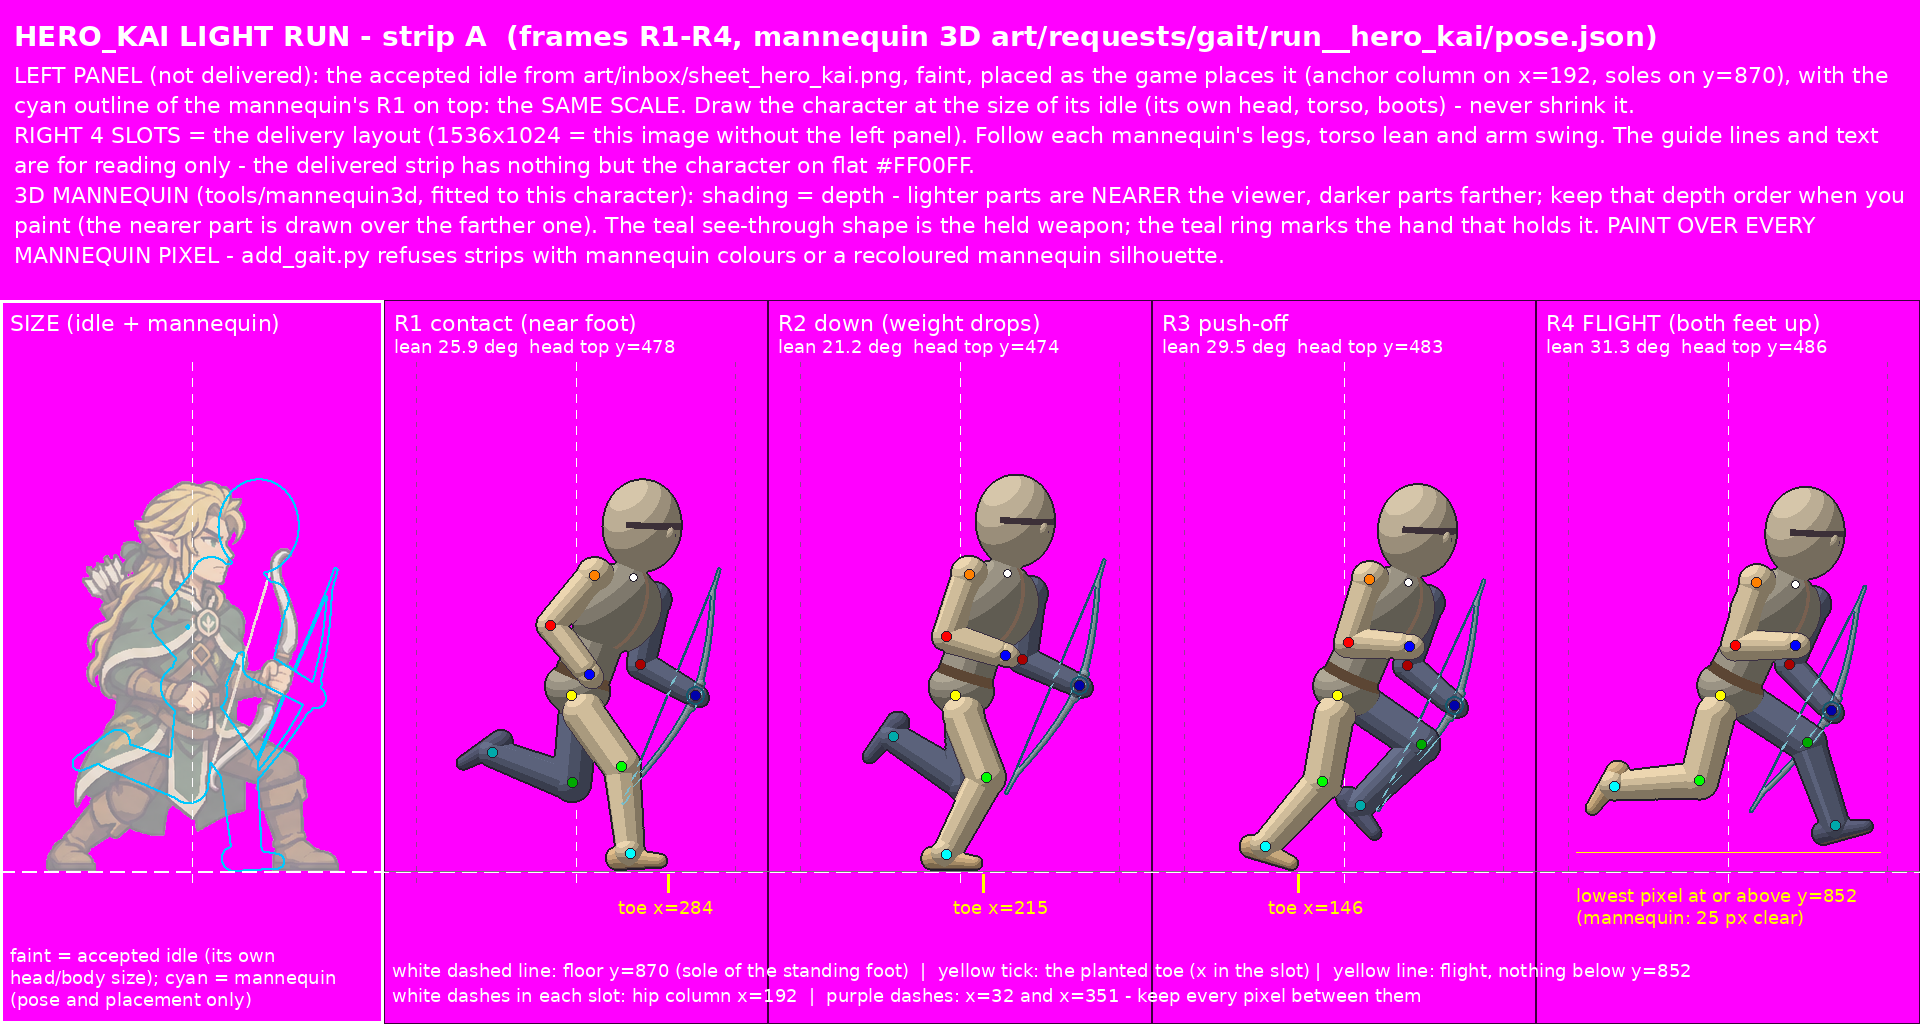 HERO_KAI LIGHT RUN - strip A  (frames R1-R4, mannequin 3D art/requests/gait/run__hero_kai/pose.json)
LEFT PANEL (not delivered): the accepted idle from art/inbox/sheet_hero_kai.png, faint, placed as the game places it (anchor column on x=192, soles on y=870), with the
cyan outline of the mannequin's R1 on top: the SAME SCALE. Draw the character at the size of its idle (its own head, torso, boots) - never shrink it.
RIGHT 4 SLOTS = the delivery layout (1536x1024 = this image without the left panel). Follow each mannequin's legs, torso lean and arm swing. The guide lines and text
are for reading only - the delivered strip has nothing but the character on flat #FF00FF.
3D MANNEQUIN (tools/mannequin3d, fitted to this character): shading = depth - lighter parts are NEARER the viewer, darker parts farther; keep that depth order when you
paint (the nearer part is drawn over the farther one). The teal see-through shape is the held weapon; the teal ring marks the hand that holds it. PAINT OVER EVERY
MANNEQUIN PIXEL - add_gait.py refuses strips with mannequin colours or a recoloured mannequin silhouette.
SIZE (idle + mannequin)
R1 contact (near foot)
lean 25.9 deg  head top y=478
R2 down (weight drops)
lean 21.2 deg  head top y=474
R3 push-off
lean 29.5 deg  head top y=483
R4 FLIGHT (both feet up)
lean 31.3 deg  head top y=486
toe x=284
toe x=215
toe x=146
lowest pixel at or above y=852
(mannequin: 25 px clear)
faint = accepted idle (its own
head/body size); cyan = mannequin
(pose and placement only)
white dashed line: floor y=870 (sole of the standing foot)  |  yellow tick: the planted toe (x in the slot) |  yellow line: flight, nothing below y=852
white dashes in each slot: hip column x=192  |  purple dashes: x=32 and x=351 - keep every pixel between them